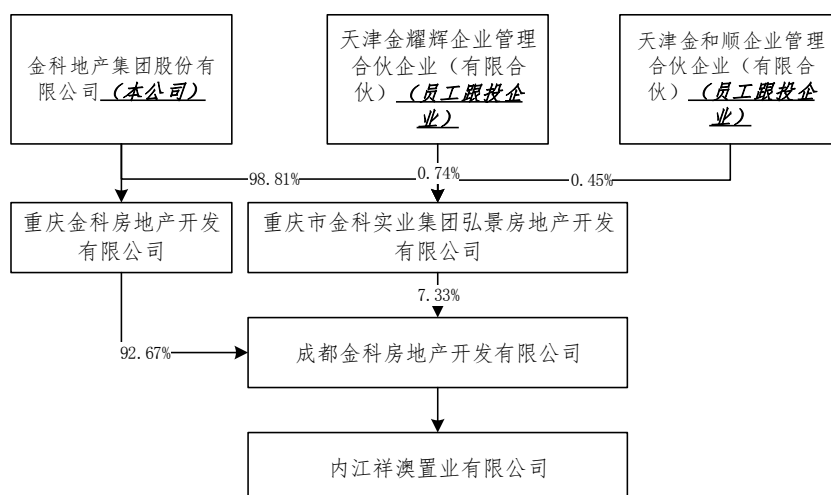 金科地产集团股份有
限公司（本公司）
天津金耀辉企业管理
合伙企业（有限合
伙）（员工跟投企
业）
天津金和顺企业管理
合伙企业（有限合
伙）（员工跟投企
业）
98.81%
0.74%
0.45%
重庆金科房地产开发
有限公司
重庆市金科实业集团弘景房地产开发
有限公司
7.33%
92.67%
成都金科房地产开发有限公司
内江祥澳置业有限公司